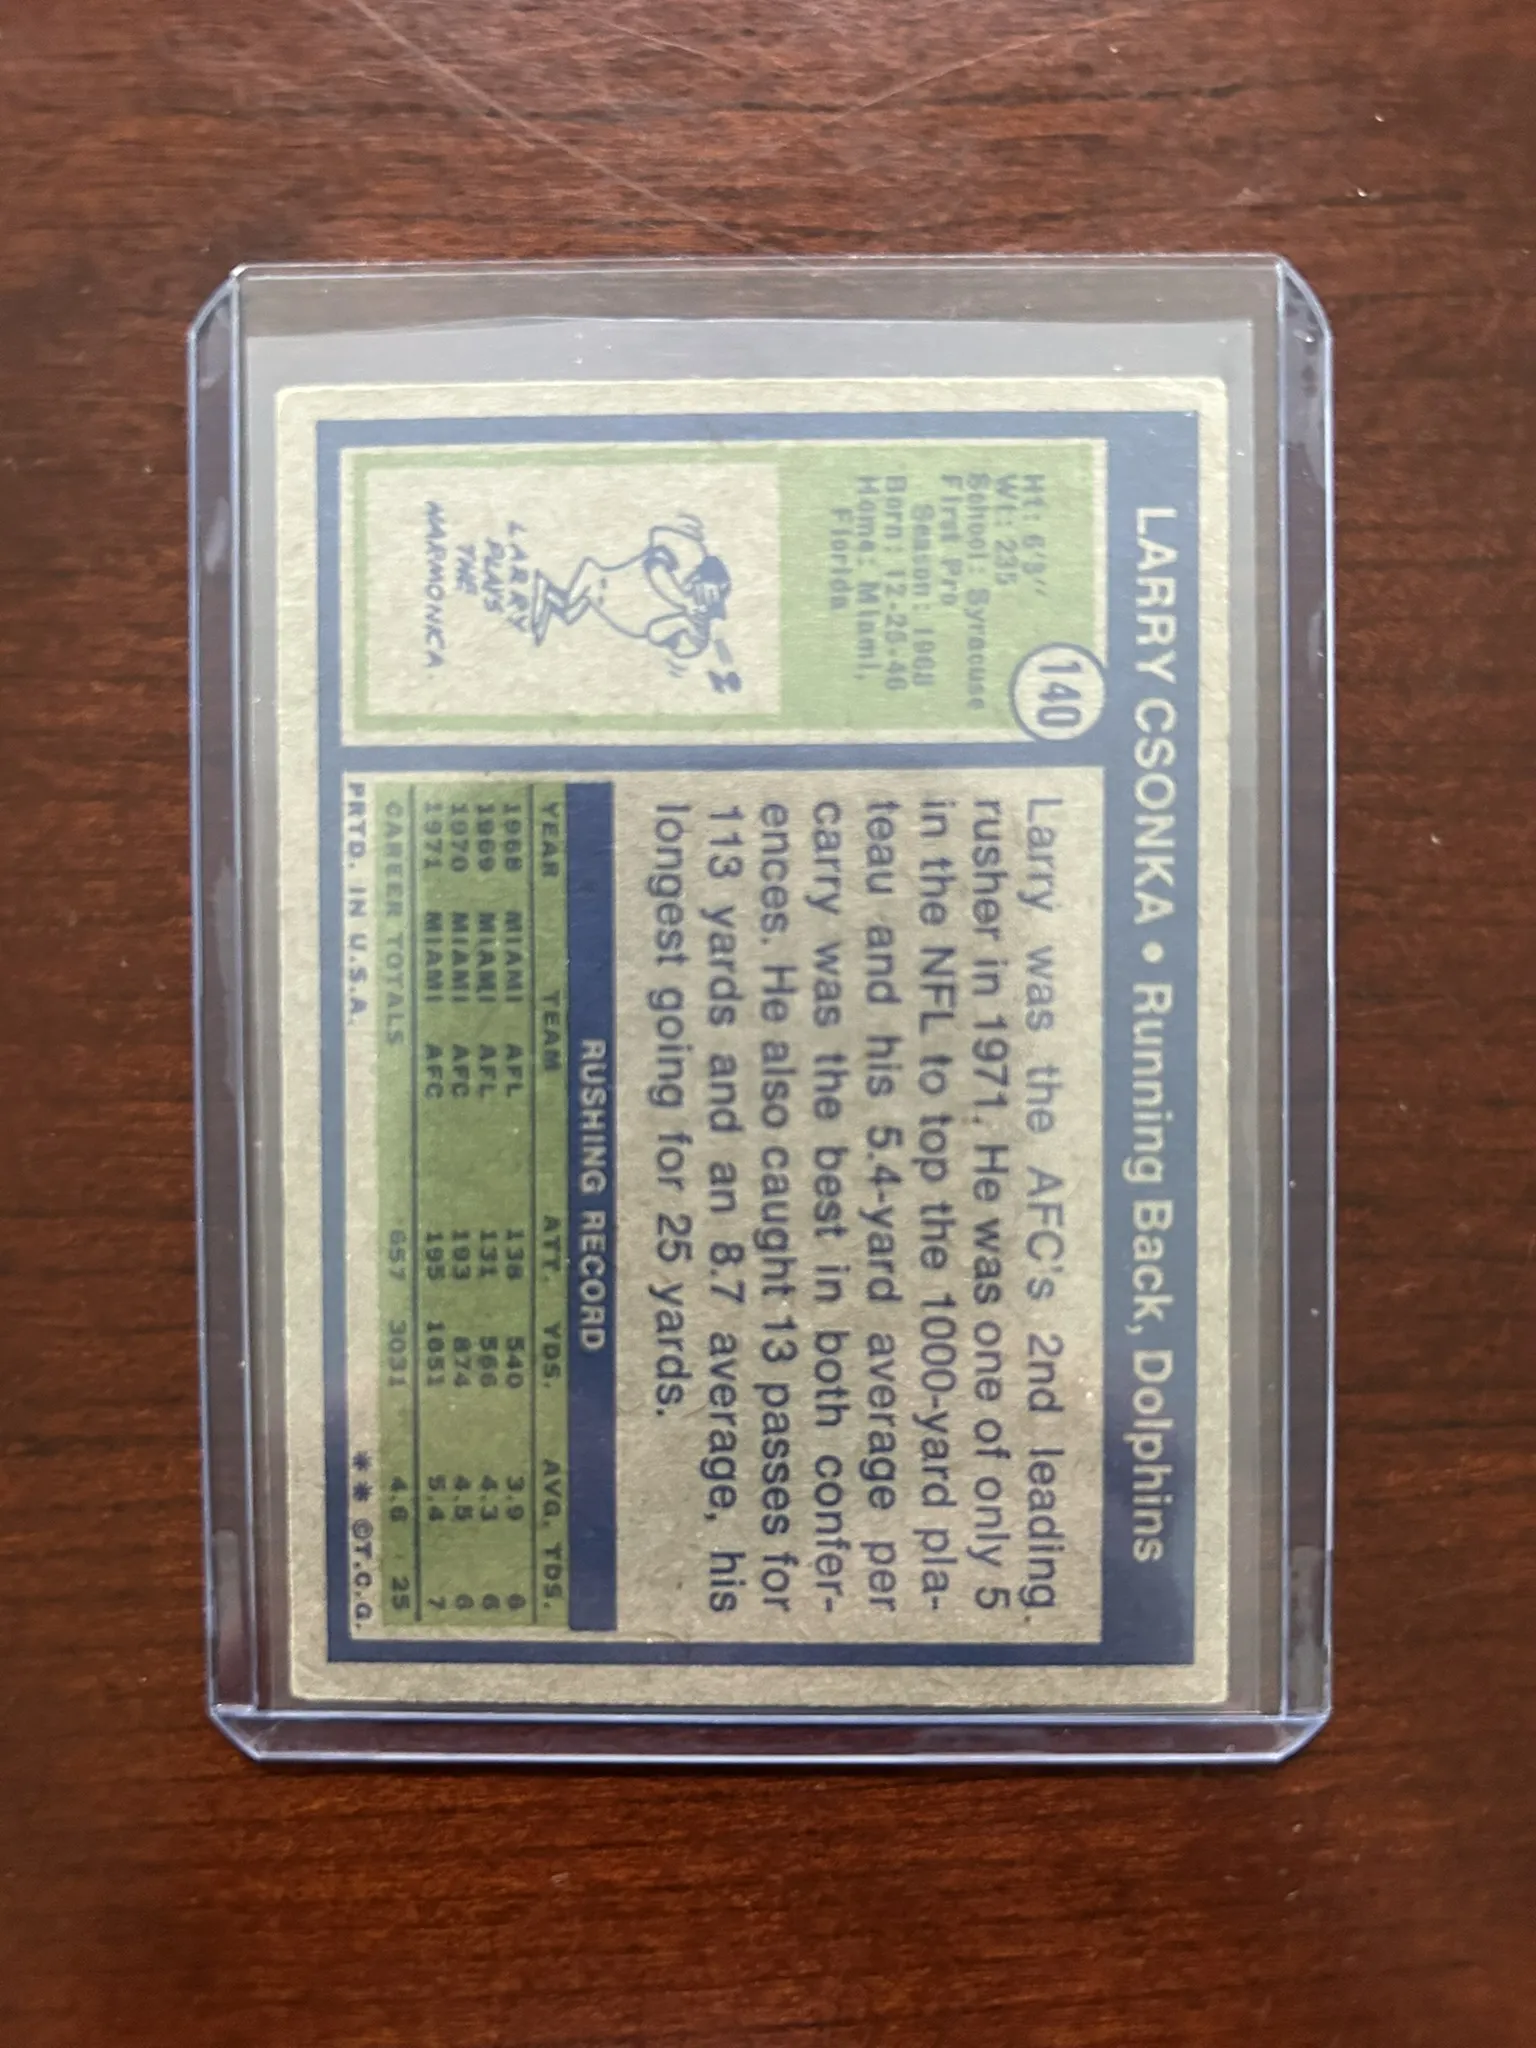 LARRY CSONKA • Running Back, Dolphins
140
Ht: 6'3"
Wt: 235
School: Syracuse
First Pro
Season: 1968
Born: 12-25-46
Home: Miami,
Florida
LARRY
PLAYS
THE
HARMONICA.
Larry was the AFC's 2nd leading
rusher in 1971. He was one of only 5
in the NFL to top the 1000-yard pla-
teau and his 5.4-yard average per
carry was the best in both confer-
ences. He also caught 13 passes for
113 yards and an 8.7 average, his
longest going for 25 yards.
RUSHING RECORD
YEAR TEAM ATT. YDS. AVG. TDS.
1968 MIAMI AFL 138 540 3.9 6
1969 MIAMI AFL 131 566 4.3 6
1970 MIAMI AFC 193 874 4.5 6
1971 MIAMI AFC 195 1051 5.4 7
CAREER TOTALS 657 3031 4.6 25
PRTD. IN U.S.A. ** ©T.C.G.